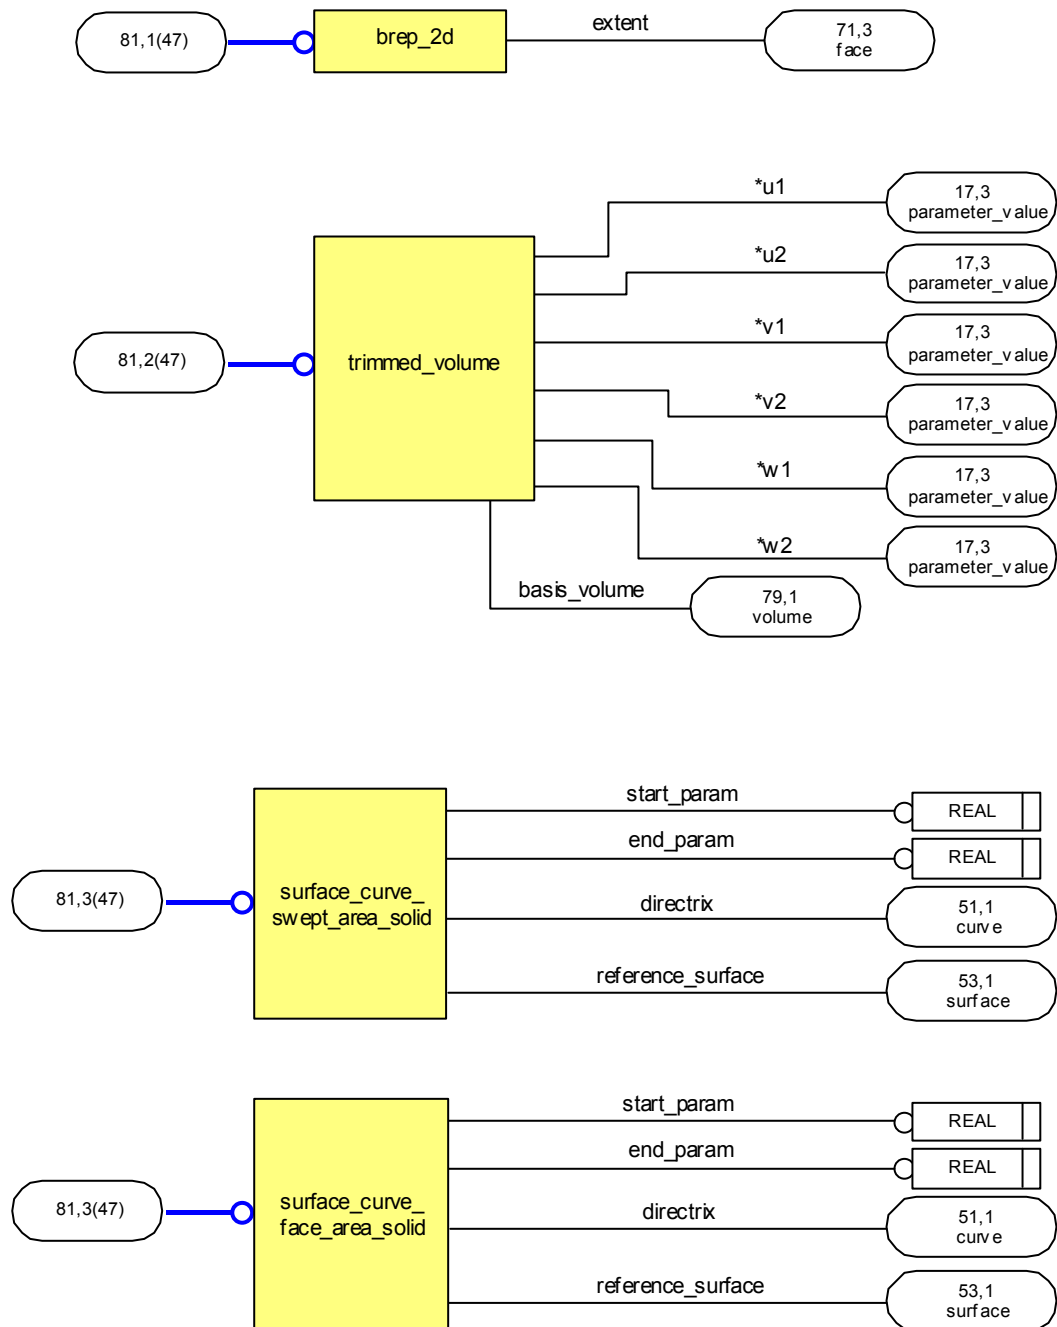 81,1(47)
brep_2d
extent
71,3
face
*u1
17,3
parameter_value
*u2
17,3
parameter_value
81,2(47)
trimmed_volume
*v1
17,3
parameter_value
*v2
17,3
parameter_value
*w1
17,3
parameter_value
*w2
17,3
parameter_value
basis_volume
79,1
volume
start_param
REAL
end_param
REAL
81,3(47)
surface_curve_
swept_area_solid
directrix
51,1
curve
reference_surface
53,1
surface
start_param
REAL
end_param
REAL
81,3(47)
surface_curve_
face_area_solid
directrix
51,1
curve
reference_surface
53,1
surface